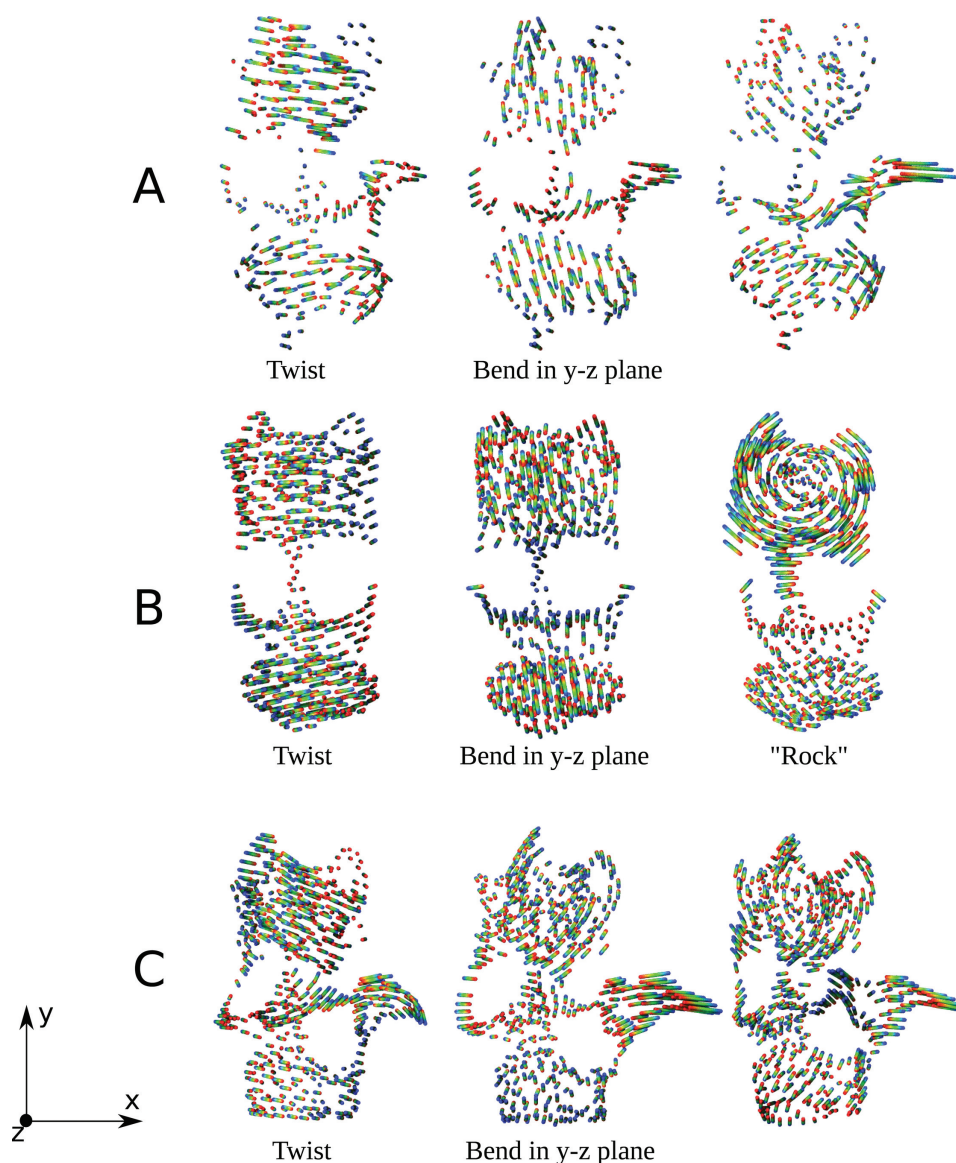 A
Twist
Bend in y-z plane
B
Twist
Bend in y-z plane
"Rock"
C
y
x
z
Twist
Bend in y-z plane